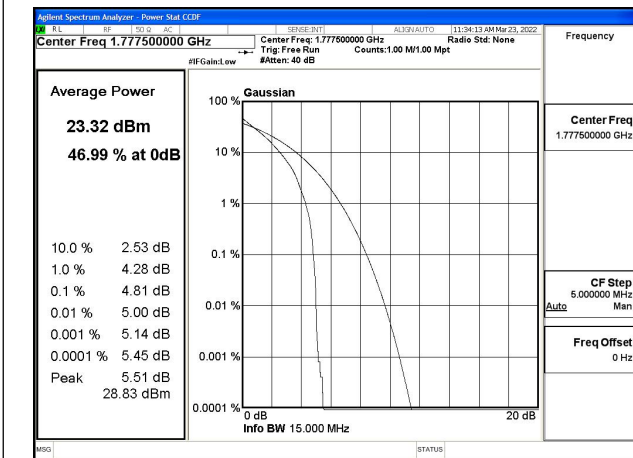 Agilent Spectrum Analyzer - Power Stat CCDF
RL RF 50 Ω AC SENSE:INT ALIGN AUTO 11:34:13 AM Mar 23, 2022
Center Freq 1.777500000 GHz
Center Freq: 1.777500000 GHz Radio Std: None
Trig: Free Run Counts:1.00 M/1.00 Mpt
#IFGain:Low #Atten: 40 dB
Frequency
Average Power
23.32 dBm
46.99 % at 0dB
10.0 % 2.53 dB
1.0 % 4.28 dB
0.1 % 4.81 dB
0.01 % 5.00 dB
0.001 % 5.14 dB
0.0001 % 5.45 dB
Peak 5.51 dB
28.83 dBm
Gaussian
100 %
10 %
1 %
0.1 %
0.01 %
0.001 %
0.0001 %
0 dB 20 dB
Info BW 15.000 MHz
Center Freq
1.777500000 GHz
CF Step
5.000000 MHz
Auto Man
Freq Offset
0 Hz
MSG STATUS